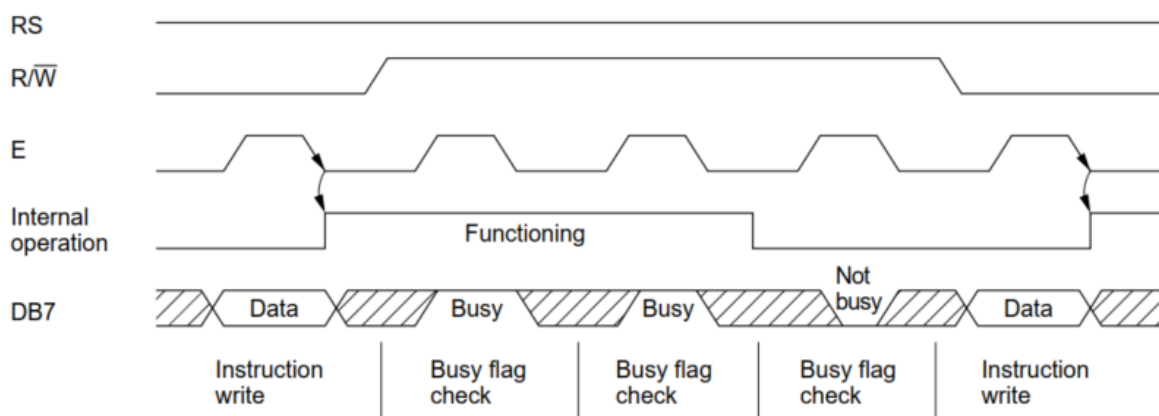 RS
R/W̅
E
Internal
operation
Functioning
DB7
Data
Busy
Busy
Not
busy
Data
Instruction
write
Busy flag
check
Busy flag
check
Busy flag
check
Instruction
write